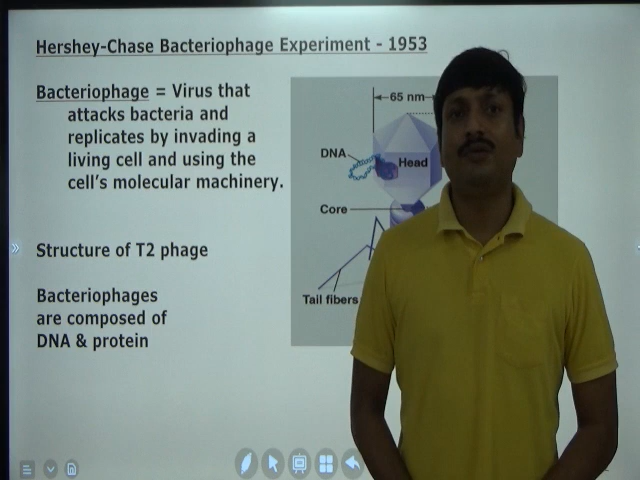 Hershey-Chase Bacteriophage Experiment - 1953
Bacteriophage = Virus that
attacks bacteria and
replicates by invading a
living cell and using the
cell's molecular machinery.
Structure of T2 phage
Bacteriophages
are composed of
DNA & protein
65 nm
DNA
Head
Core
Tail fibers